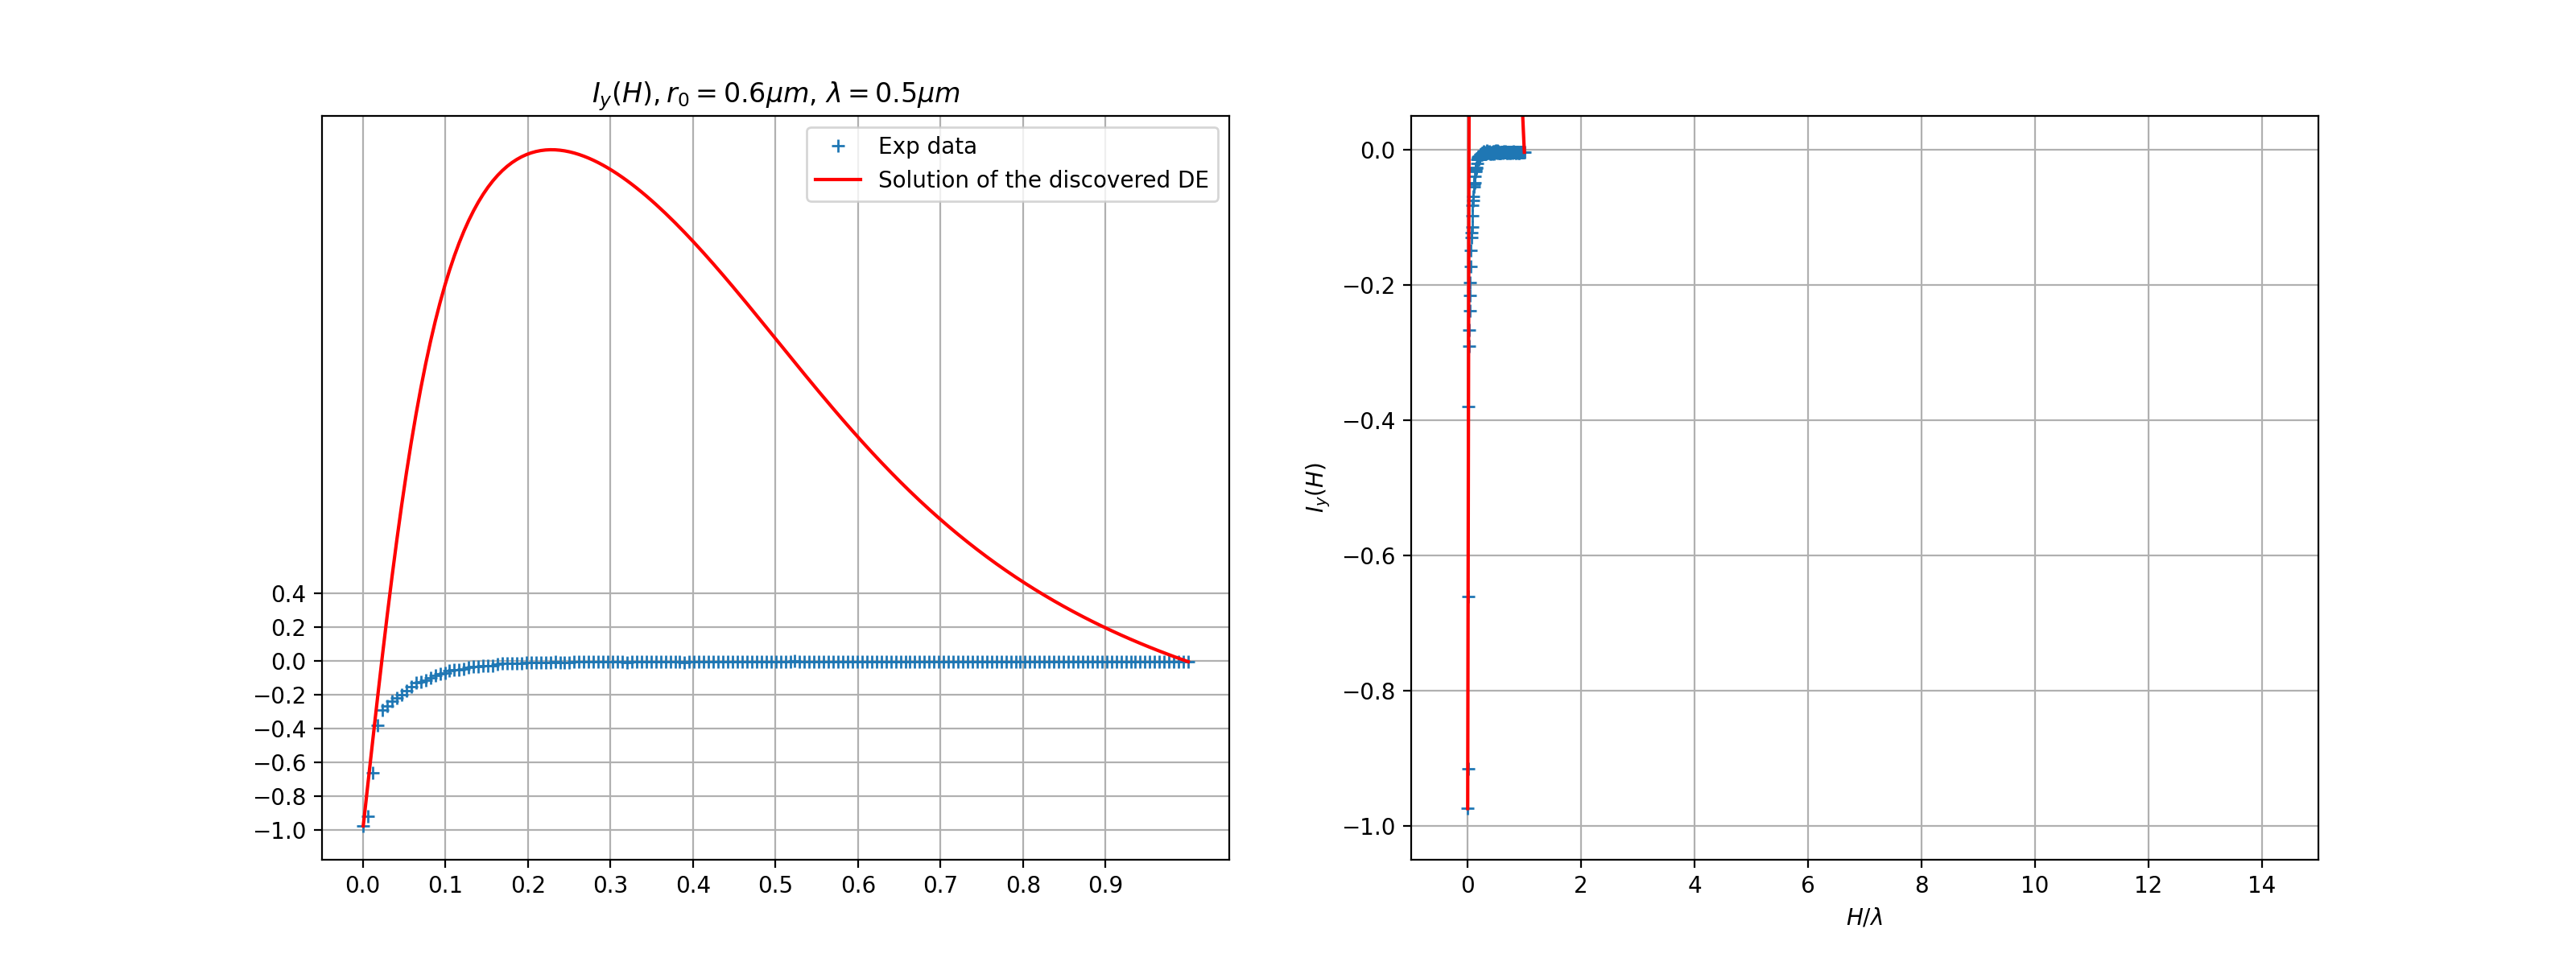 I_y(H), r_0 = 0.6μm, λ = 0.5μm
Exp data
Solution of the discovered DE
0.4
0.2
0.0
−0.2
−0.4
−0.6
−0.8
−1.0
0.0 0.1 0.2 0.3 0.4 0.5 0.6 0.7 0.8 0.9
0.0
−0.2
−0.4
−0.6
−0.8
−1.0
I_y(H)
0 2 4 6 8 10 12 14
H/λ